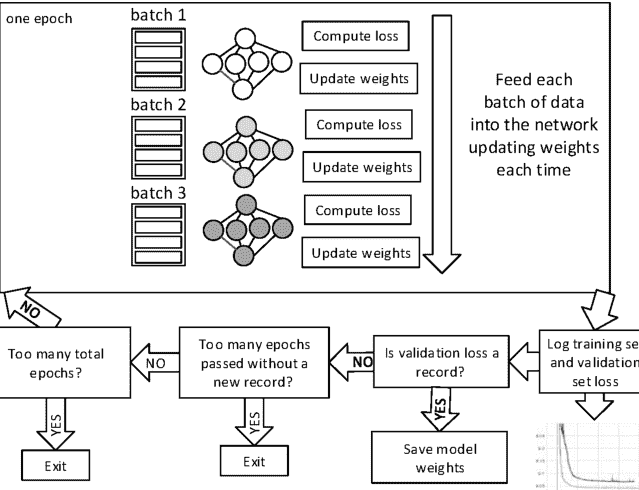 one epoch
batch 1
Compute loss
Update weights
batch 2
Compute loss
Update weights
batch 3
Compute loss
Update weights
Feed each
batch of data
into the network
updating weights
each time
NO
Too many total
epochs?
NO
Too many epochs
passed without a
new record?
NO
Is validation loss a
record?
Log training se
and validation
set loss
YES
YES
YES
Exit
Exit
Save model
weights